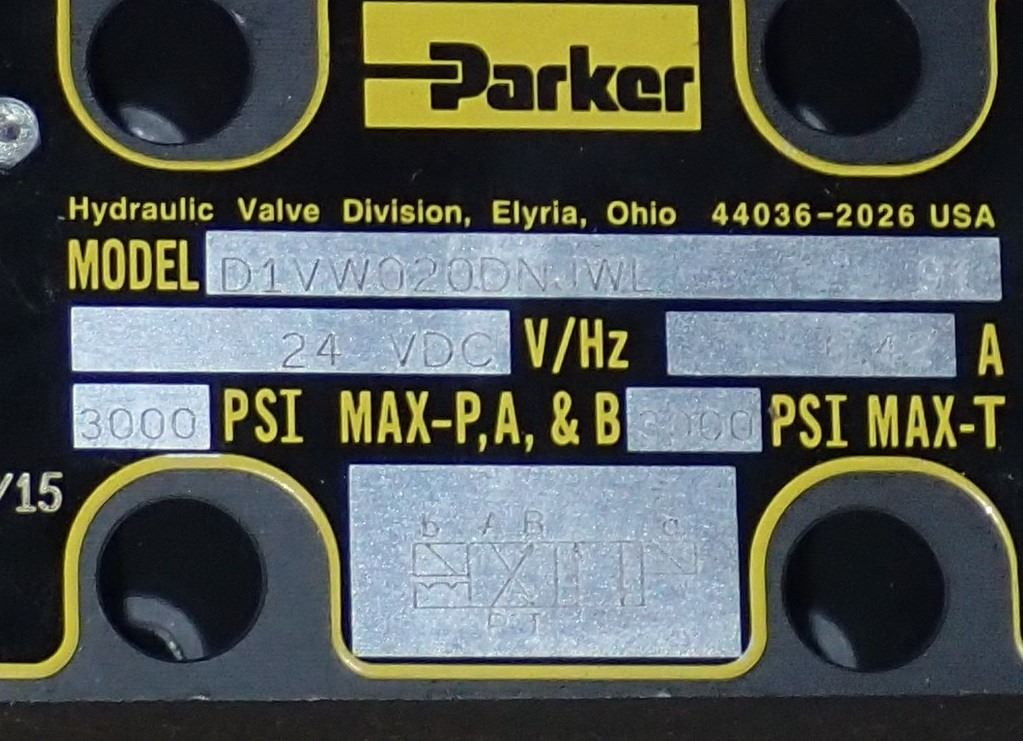 Parker
Hydraulic Valve Division, Elyria, Ohio 44036-2026 USA
MODEL D1VW020DNJWL
24 VDC V/Hz A
3000 PSI MAX-P,A, & B 3000 PSI MAX-T
/15
b A B a
P T